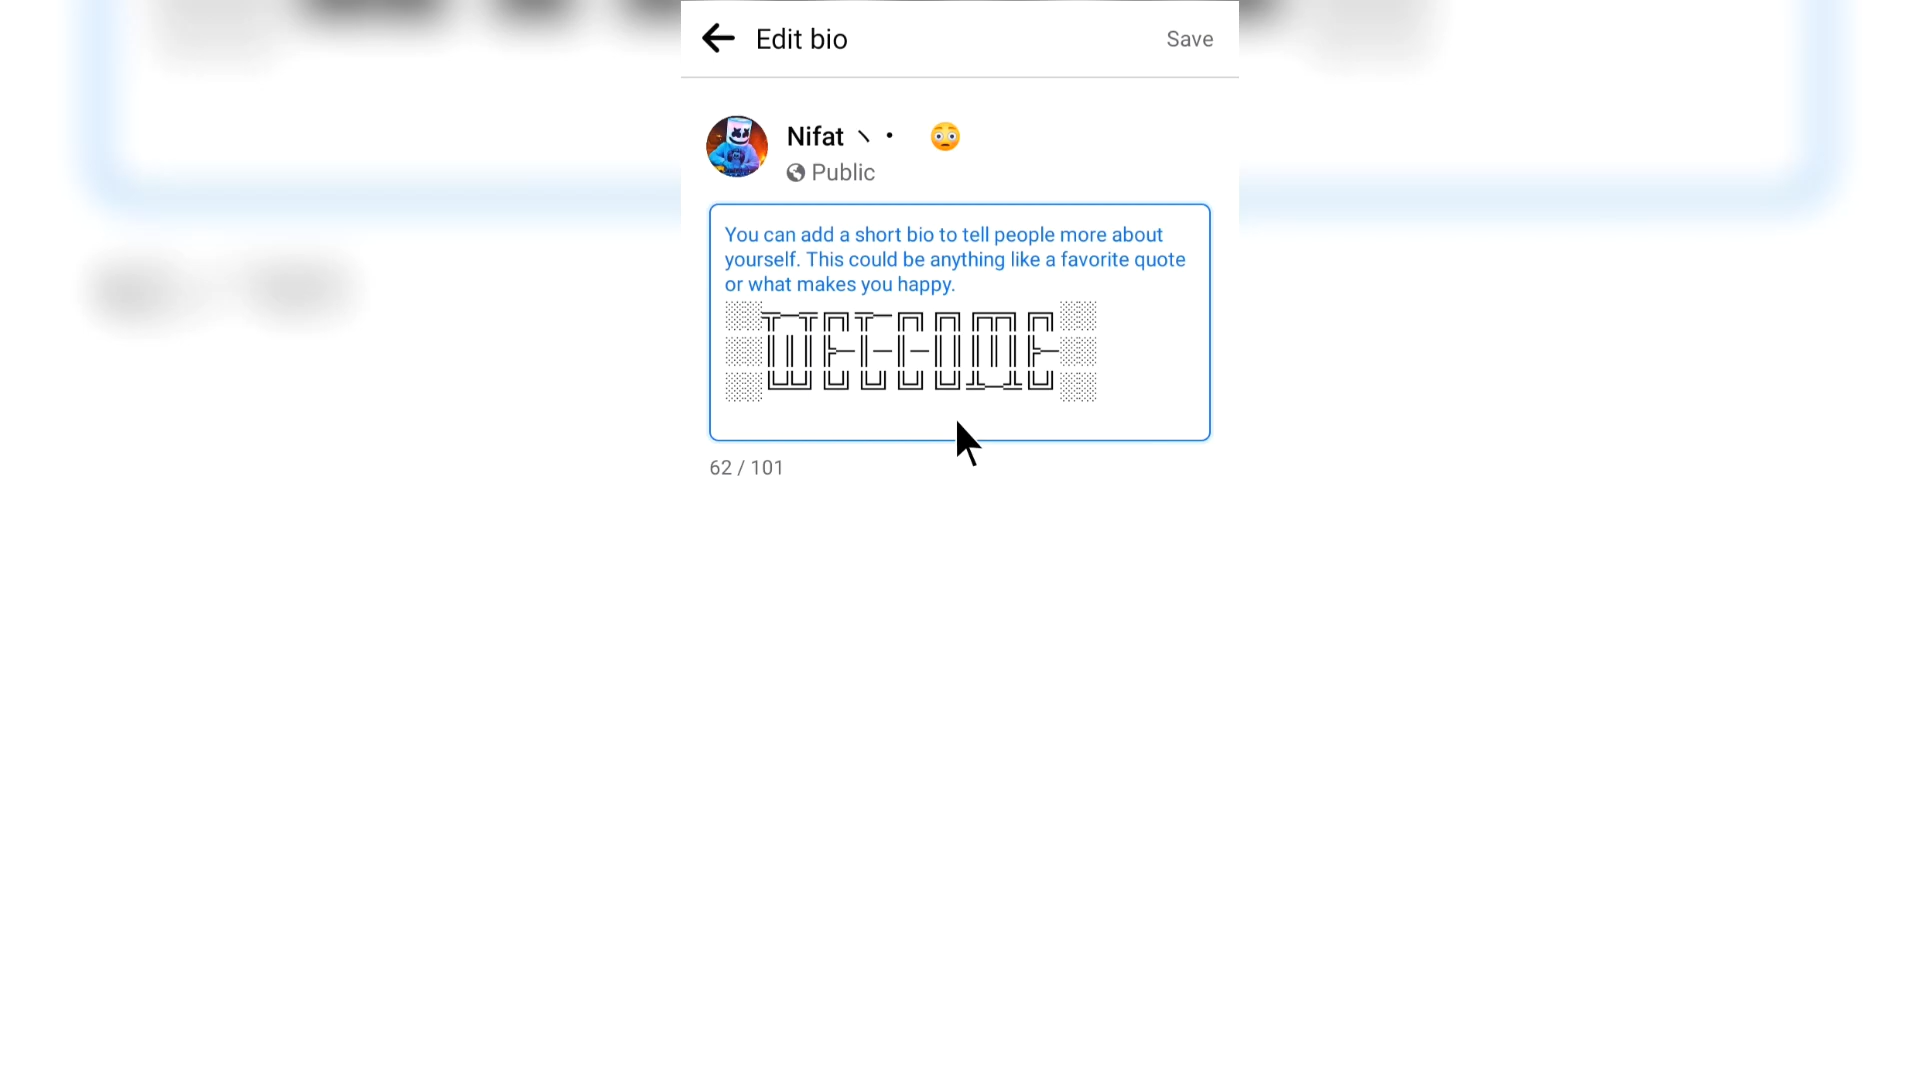 Edit bio
Save
Nifat ヽ • 😳
Public
You can add a short bio to tell people more about
yourself. This could be anything like a favorite quote
or what makes you happy.
░░╦─╦╔╗╦─╔╗╔╗╔╦╗╔╗░░
░░║║║╠─║─║─║║║║║╠─░░
░░╚╩╝╚╝╚╝╚╝╚╝╩─╩╚╝░░
62 / 101